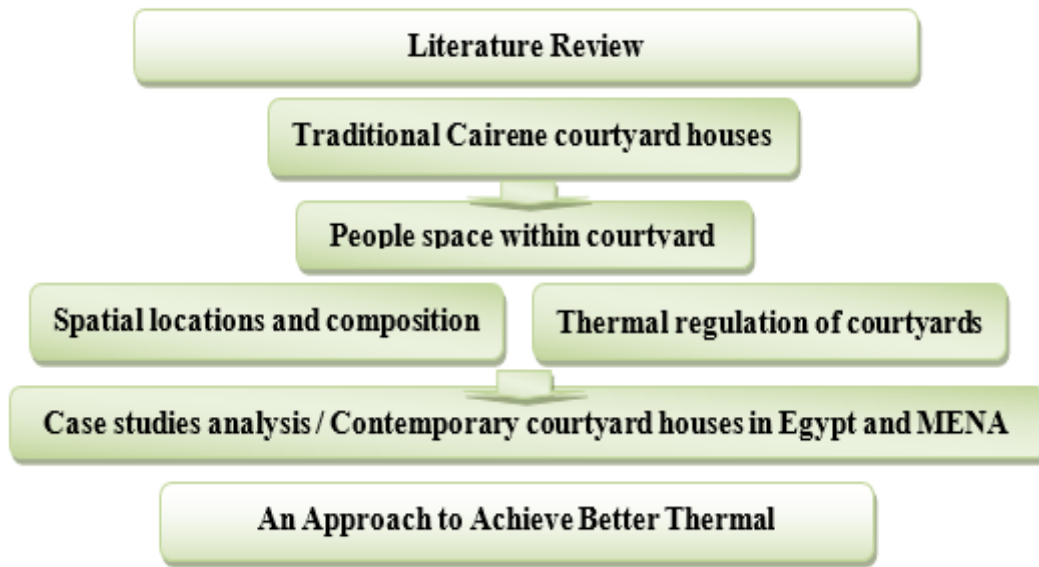 Literature Review
Traditional Cairene courtyard houses
People space within courtyard
Spatial locations and composition
Thermal regulation of courtyards
Case studies analysis / Contemporary courtyard houses in Egypt and MENA
An Approach to Achieve Better Thermal